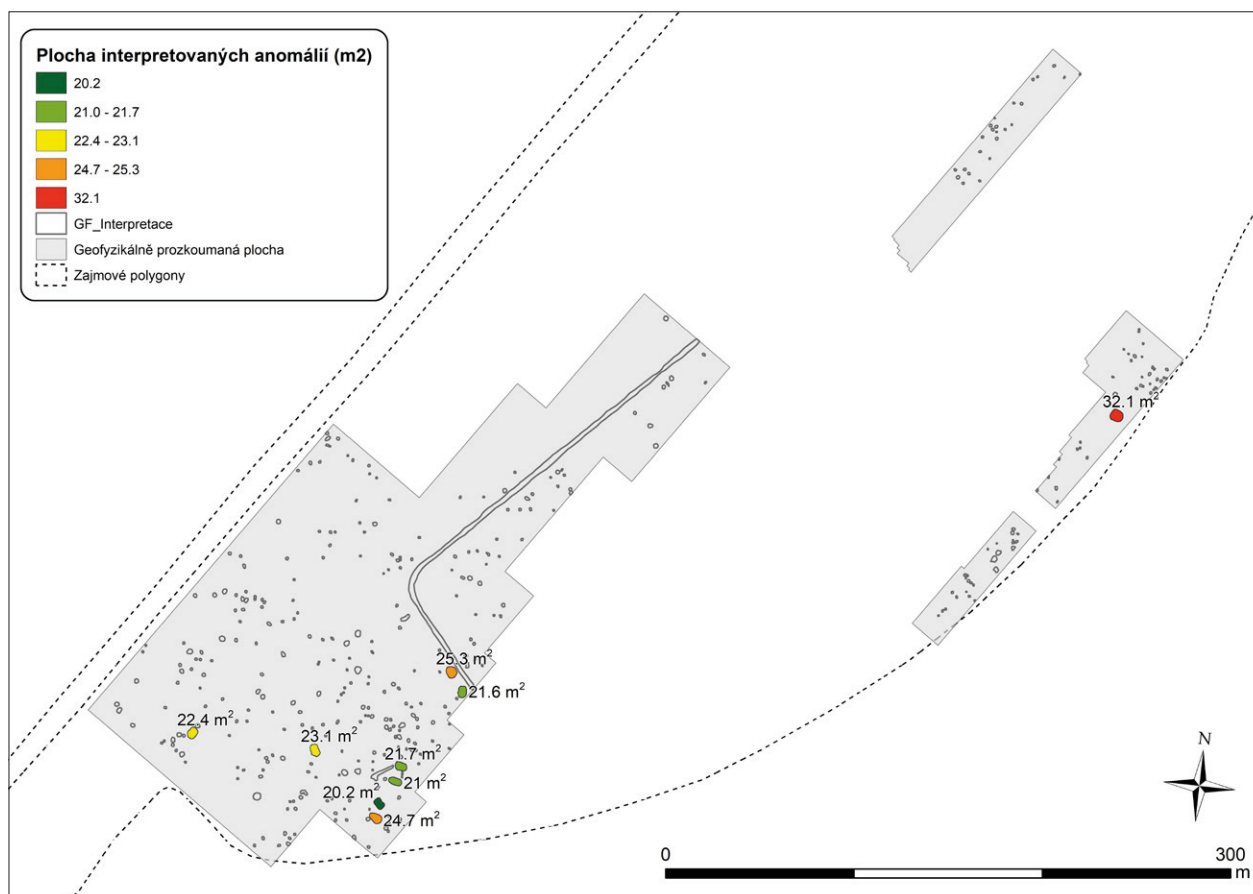 Plocha interpretovaných anomálií (m2)
20.2
21.0 - 21.7
22.4 - 23.1
24.7 - 25.3
32.1
GF_Interpretace
Geofyzikálně prozkoumaná plocha
Zajmové polygony
32.1 m²
25.3 m²
21.6 m²
22.4 m²
23.1 m²
21.7 m²
21 m²
20.2 m²
24.7 m²
N
0 300
m